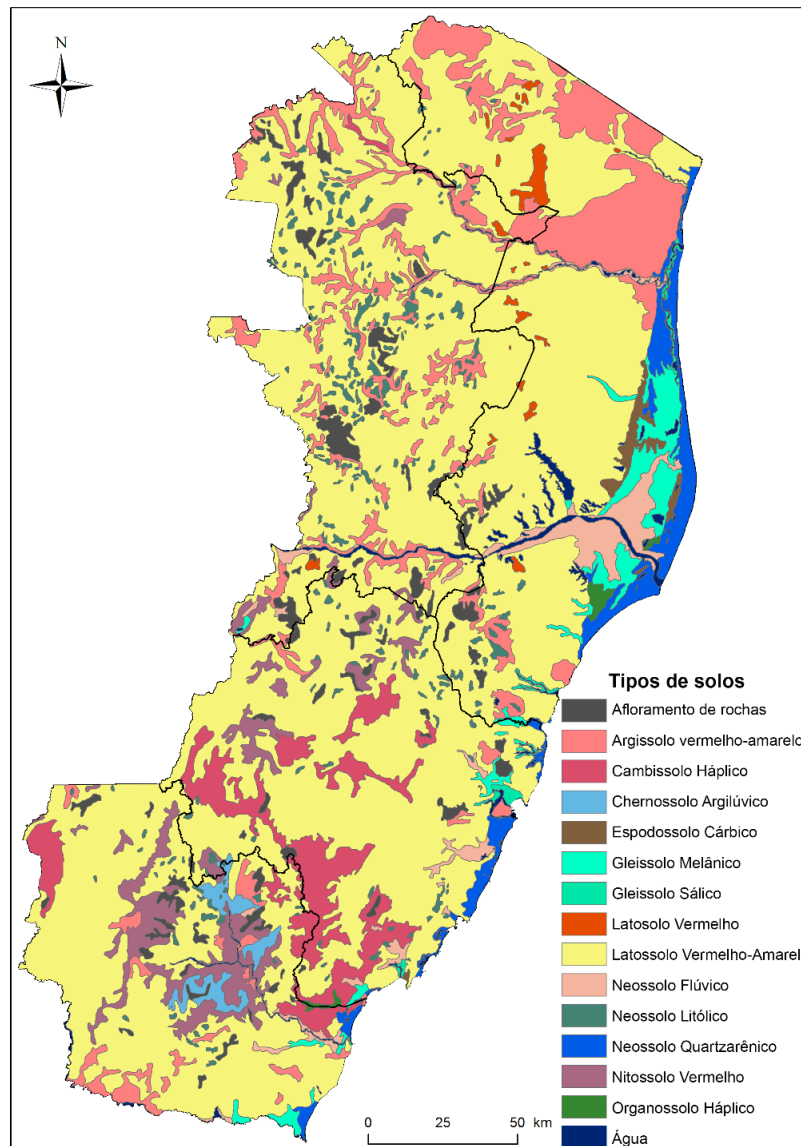 N
Tipos de solos
Afloramento de rochas
Argissolo vermelho-amarelo
Cambissolo Háplico
Chernossolo Argilúvico
Espodossolo Cárbico
Gleissolo Melânico
Gleissolo Sálico
Latosolo Vermelho
Latossolo Vermelho-Amarel
Neossolo Flúvico
Neossolo Litólico
Neossolo Quartzarênico
Nitossolo Vermelho
Organossolo Háplico
Água
0 50 km